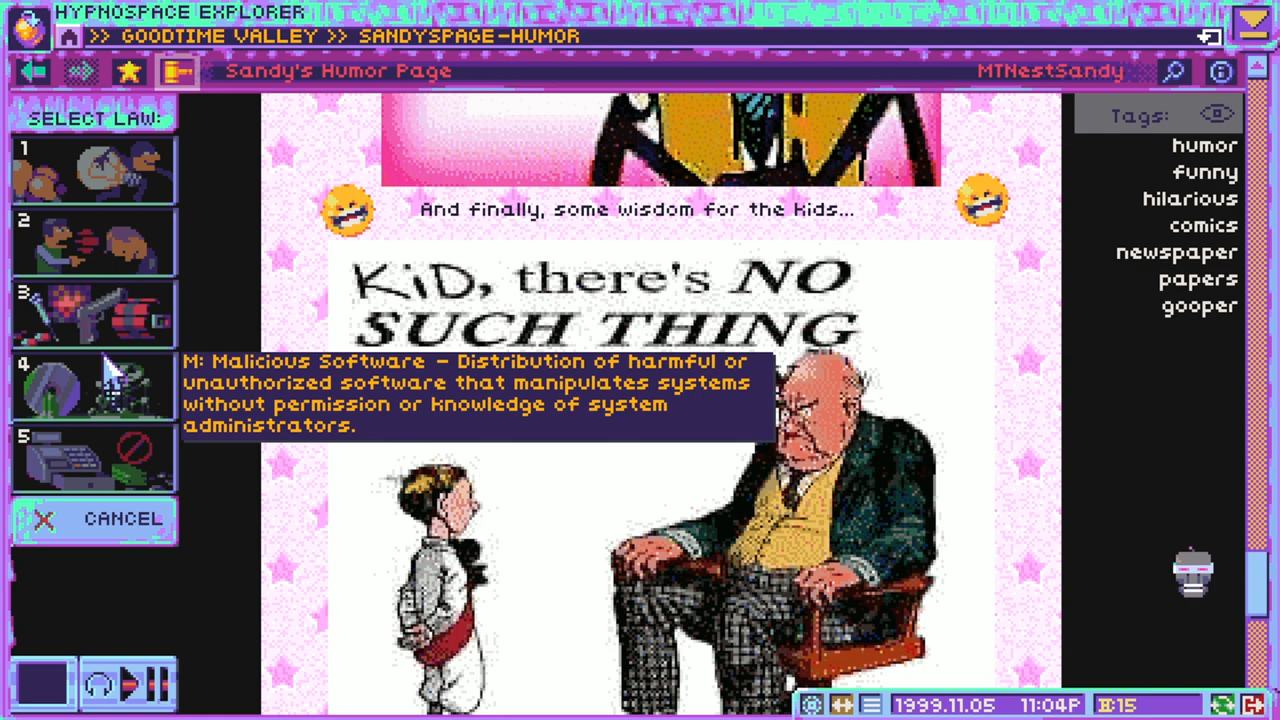 HYPNOSPACE EXPLORER
>> GOODTIME VALLEY >> SANDYSPAGE-HUMOR
Sandy's Humor Page
MTNestSandy
SELECT LAW:
1
2
3
4
5
CANCEL
And finally, some wisdom for the kids...
KiD, there's NO
SUCH THING
M: Malicious Software - Distribution of harmful or
unauthorized software that manipulates systems
without permission or knowledge of system
administrators.
Tags:
humor
funny
hilarious
comics
newspaper
papers
gooper
1999.11.05 11:04P
:15